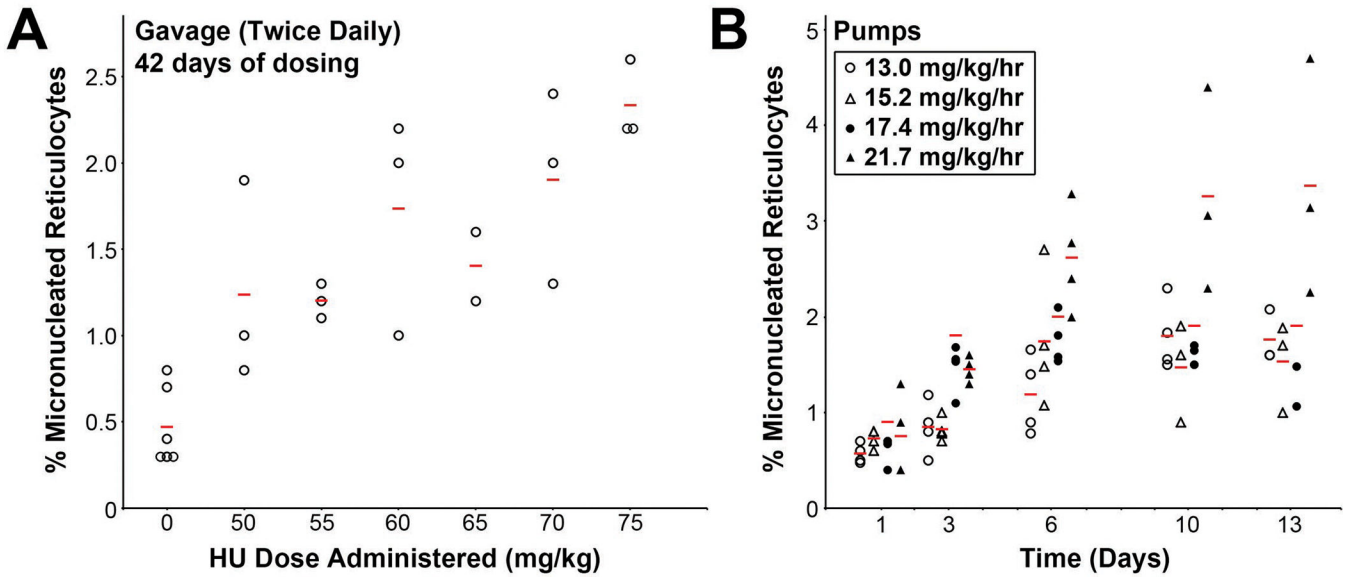 A
Gavage (Twice Daily)
42 days of dosing
% Micronucleated Reticulocytes
2.5
2.0
1.5
1.0
0.5
0
0 50 55 60 65 70 75
HU Dose Administered (mg/kg)
B
Pumps
13.0 mg/kg/hr
15.2 mg/kg/hr
17.4 mg/kg/hr
21.7 mg/kg/hr
% Micronucleated Reticulocytes
5
4
3
2
1
0
1 3 6 10 13
Time (Days)